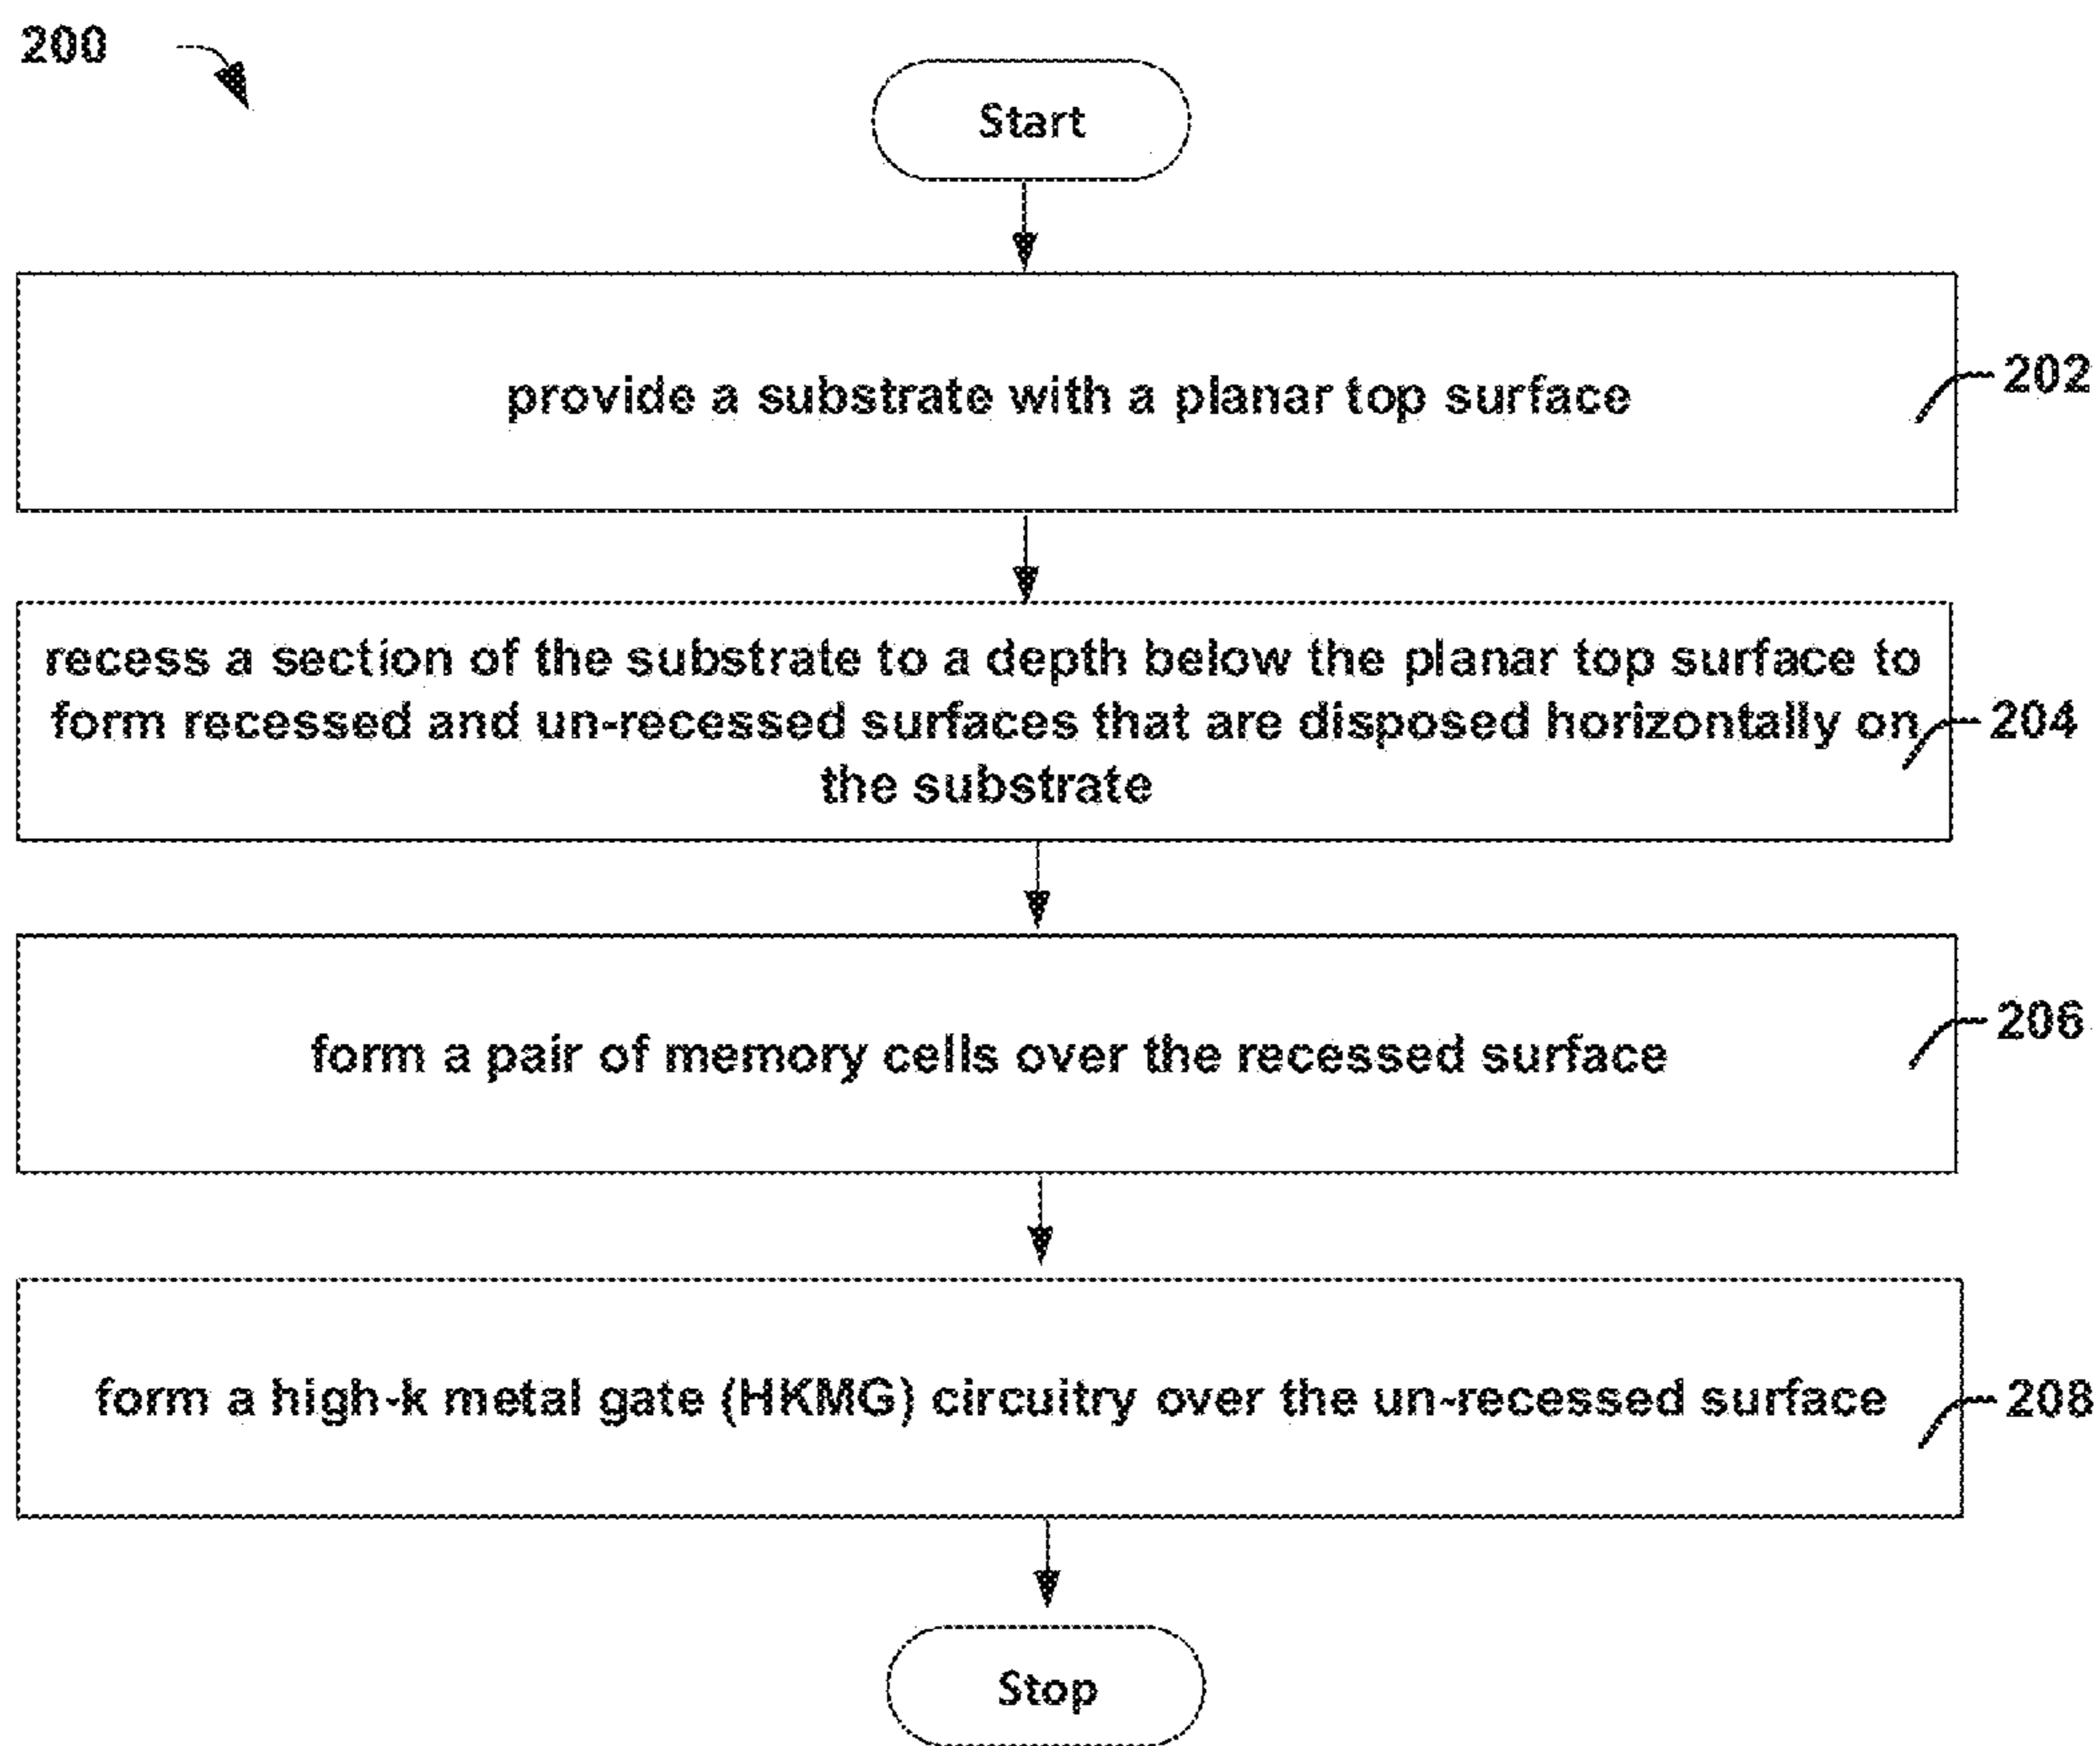 200
Start
provide a substrate with a planar top surface
202
recess a section of the substrate to a depth below the planar top surface to
form recessed and un-recessed surfaces that are disposed horizontally on
204
the substrate
form a pair of memory cells over the recessed surface
206
form a high-k metal gate (HKMG) circuitry over the un-recessed surface
208
Stop